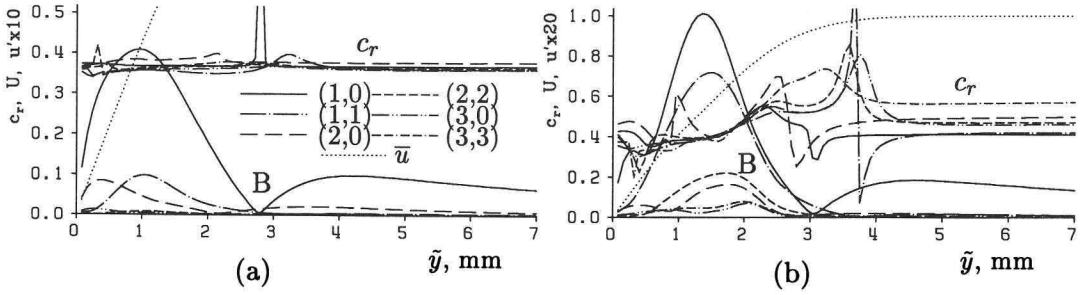 c_r, U, u'x10
0.5
0.4
0.3
0.2
0.1
0.0
c_r
(1,0) (2,2)
(1,1) (3,0)
(2,0) (3,3)
u̅
B
0 1 2 3 4 5 6 7
(a) ỹ, mm
c_r, U, u'x20
1.0
0.8
0.6
0.4
0.2
0.0
c_r
B
0 1 2 3 4 5 6 7
(b) ỹ, mm